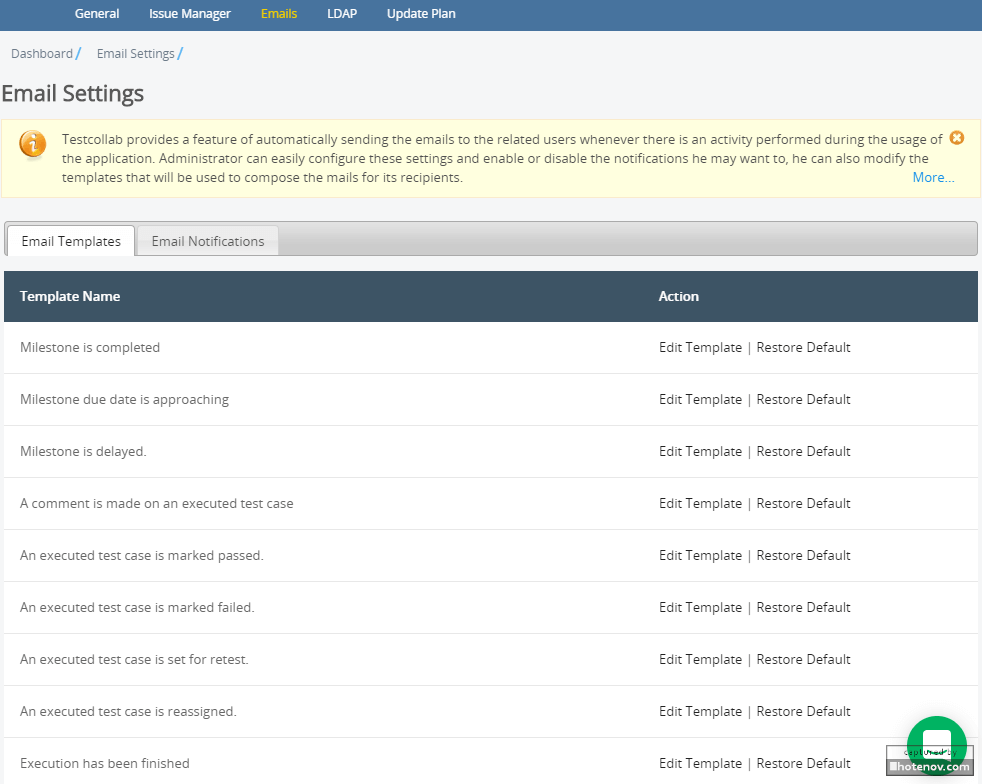 General Issue Manager Emails LDAP Update Plan
Dashboard / Email Settings /
Email Settings
Testcollab provides a feature of automatically sending the emails to the related users whenever there is an activity performed during the usage of
the application. Administrator can easily configure these settings and enable or disable the notifications he may want to, he can also modify the
templates that will be used to compose the mails for its recipients. More...
Email Templates Email Notifications
Template Name Action
Milestone is completed Edit Template | Restore Default
Milestone due date is approaching Edit Template | Restore Default
Milestone is delayed. Edit Template | Restore Default
A comment is made on an executed test case Edit Template | Restore Default
An executed test case is marked passed. Edit Template | Restore Default
An executed test case is marked failed. Edit Template | Restore Default
An executed test case is set for retest. Edit Template | Restore Default
An executed test case is reassigned. Edit Template | Restore Default
captured by
Execution has been finished Edit Template | Restore Default
hotenov.com